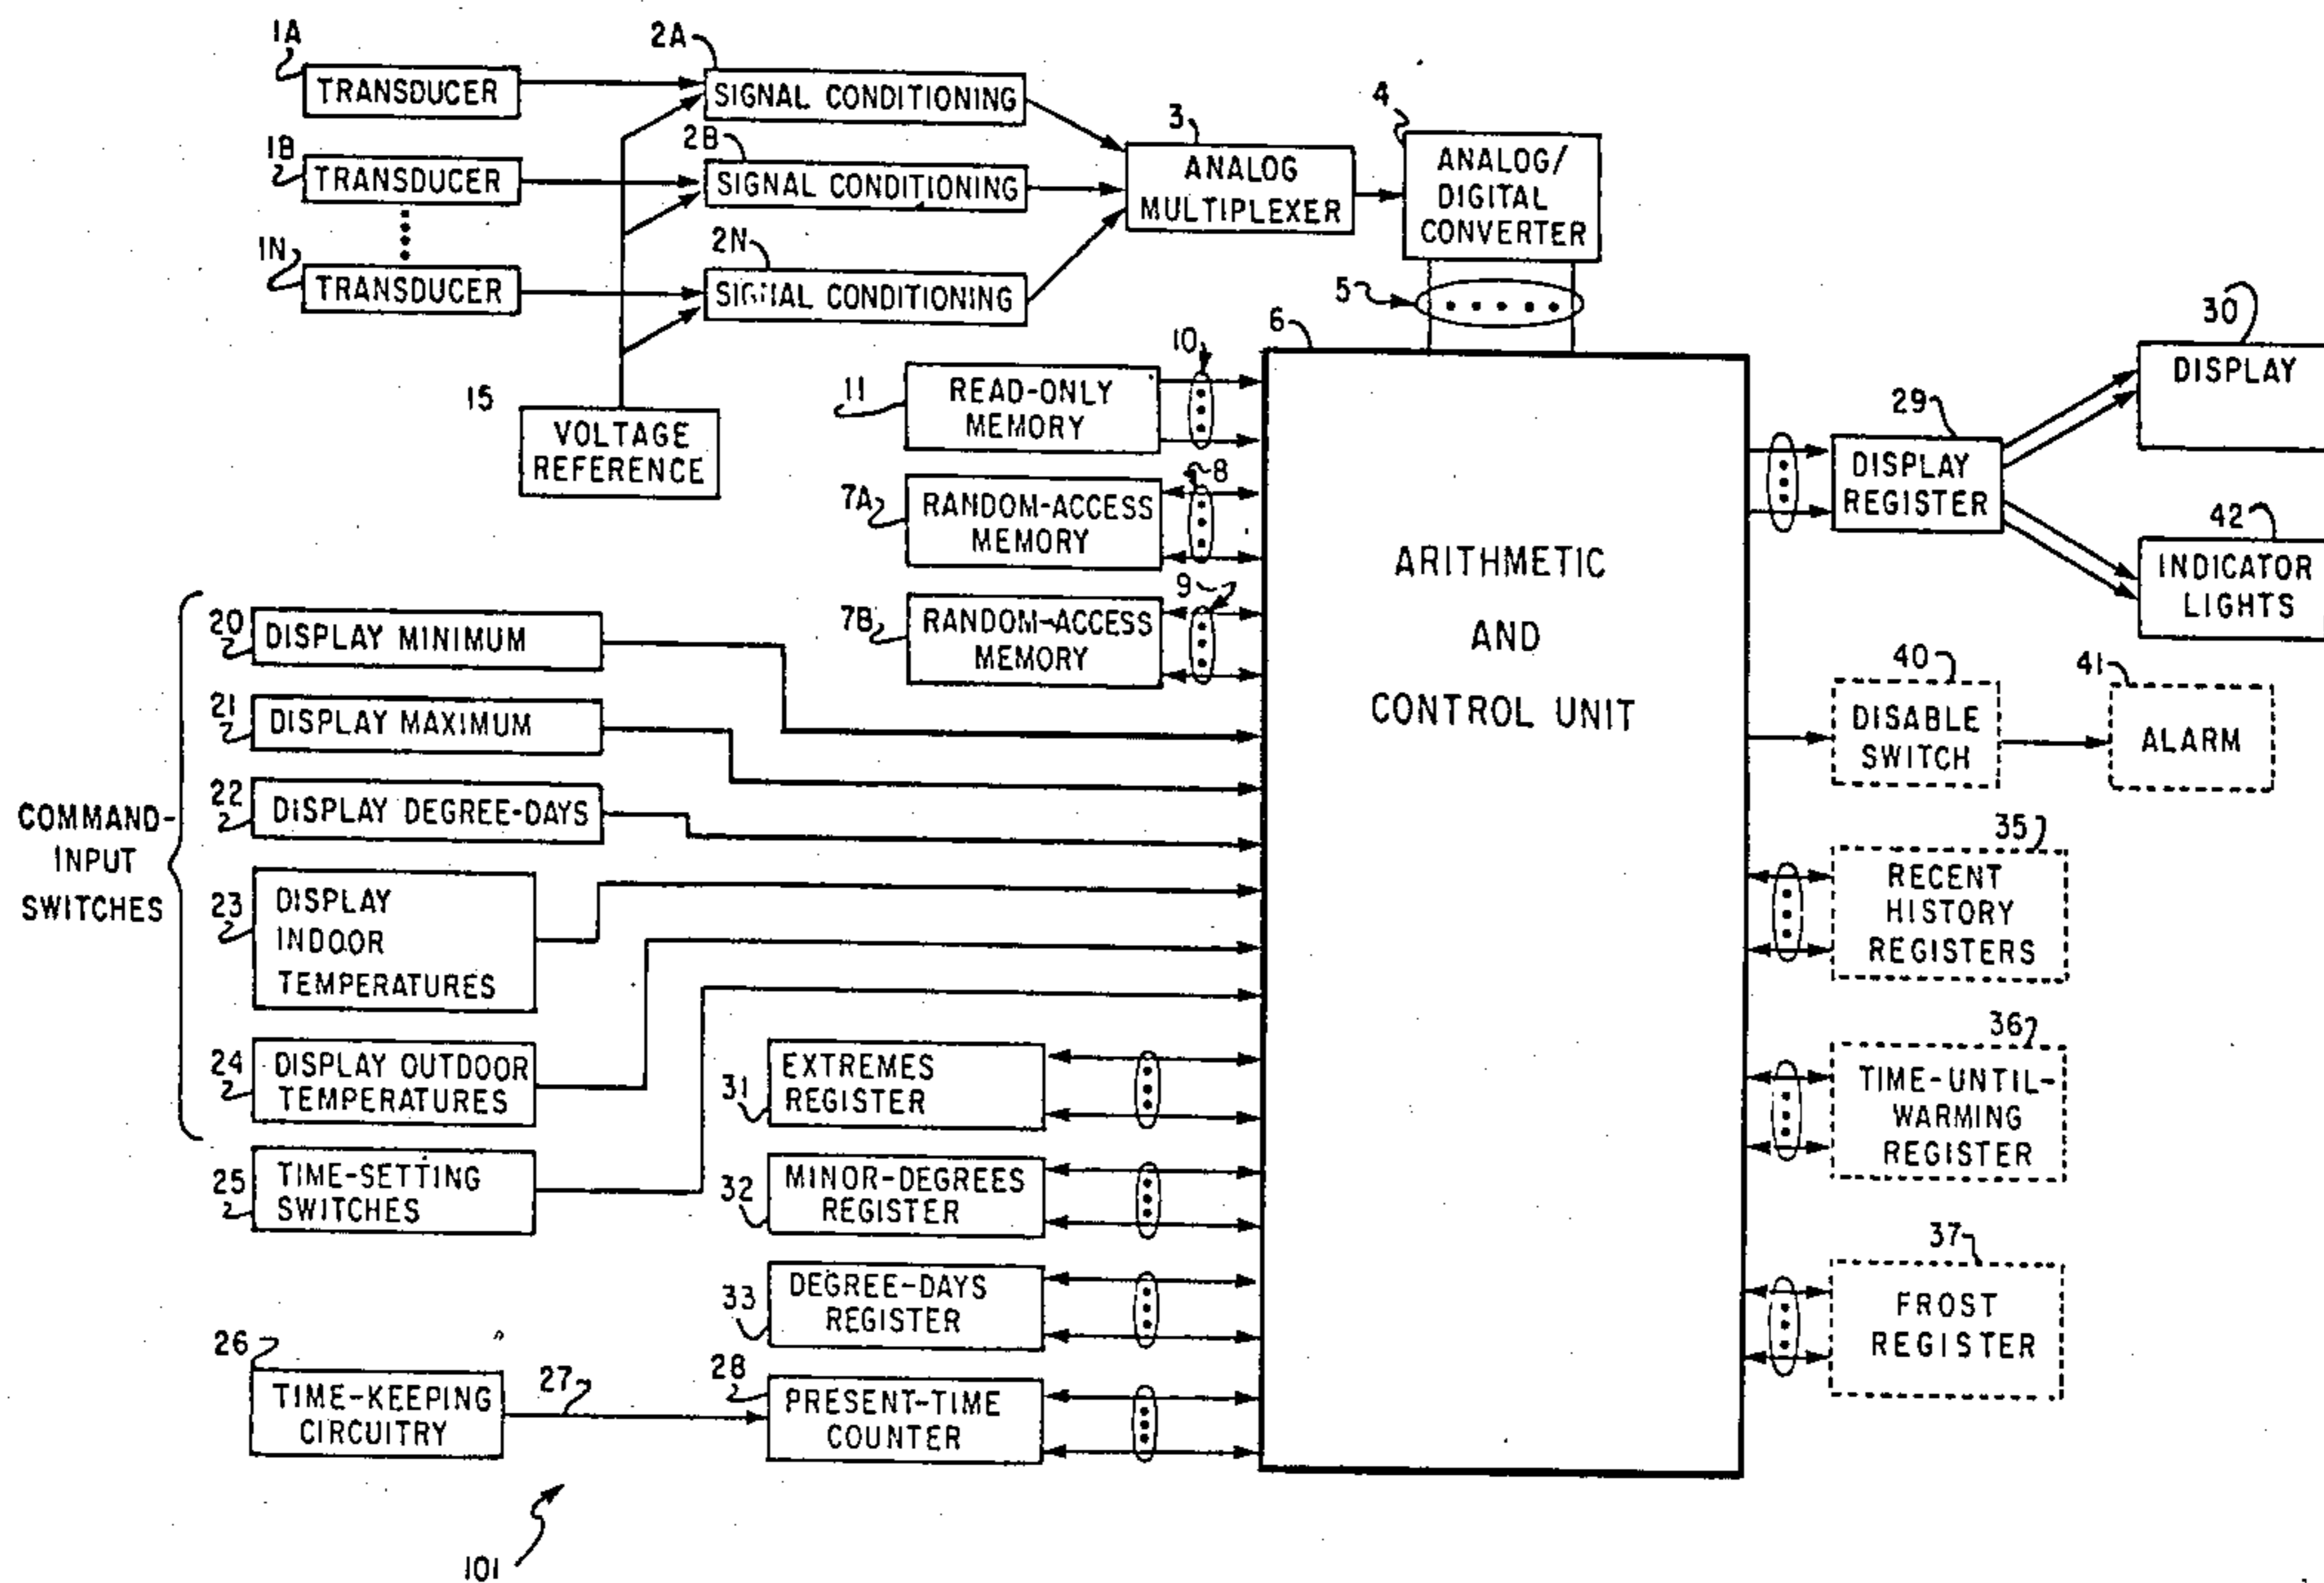 1A
TRANSDUCER
2A
SIGNAL CONDITIONING
1B
TRANSDUCER
2B
SIGNAL CONDITIONING
1N
TRANSDUCER
2N
SIGNAL CONDITIONING
3
ANALOG
MULTIPLEXER
4
ANALOG/
DIGITAL
CONVERTER
5
15
VOLTAGE
REFERENCE
6
ARITHMETIC
AND
CONTROL UNIT
11
READ-ONLY
MEMORY
10
7A
RANDOM-ACCESS
MEMORY
8
7B
RANDOM-ACCESS
MEMORY
9
COMMAND-
INPUT
SWITCHES
20
DISPLAY MINIMUM
21
DISPLAY MAXIMUM
22
DISPLAY DEGREE-DAYS
23
DISPLAY
INDOOR
TEMPERATURES
24
DISPLAY OUTDOOR
TEMPERATURES
25
TIME-SETTING
SWITCHES
26
TIME-KEEPING
CIRCUITRY
27
31
EXTREMES
REGISTER
32
MINOR-DEGREES
REGISTER
33
DEGREE-DAYS
REGISTER
28
PRESENT-TIME
COUNTER
29
DISPLAY
REGISTER
30
DISPLAY
42
INDICATOR
LIGHTS
40
DISABLE
SWITCH
41
ALARM
35
RECENT
HISTORY
REGISTERS
36
TIME-UNTIL-
WARMING
REGISTER
37
FROST
REGISTER
101